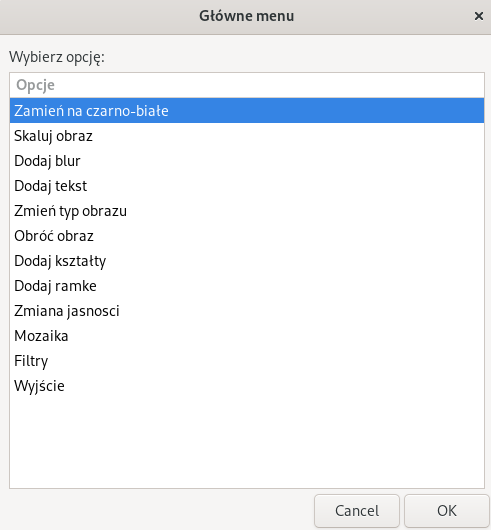 Główne menu
×
Wybierz opcję:
Opcje
Zamień na czarno-białe
Skaluj obraz
Dodaj blur
Dodaj tekst
Zmień typ obrazu
Obróć obraz
Dodaj kształty
Dodaj ramke
Zmiana jasnosci
Mozaika
Filtry
Wyjście
Cancel OK